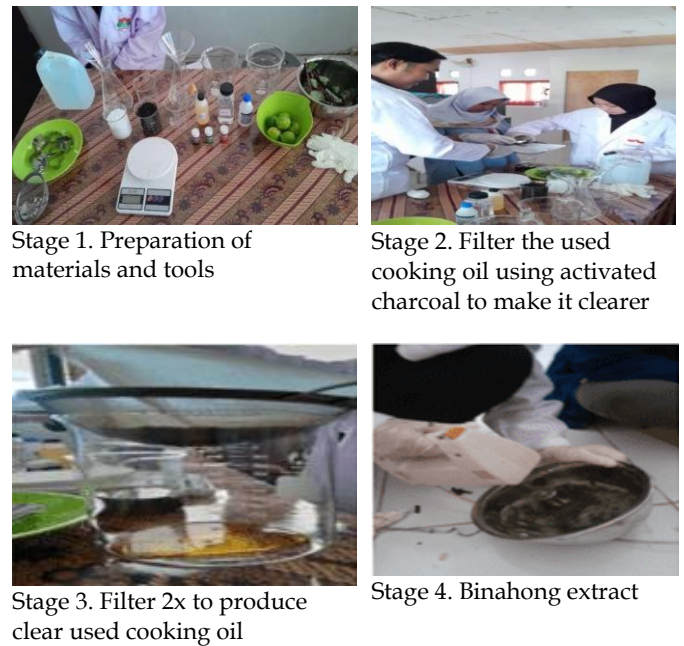 Stage 1. Preparation of
materials and tools
Stage 2. Filter the used
cooking oil using activated
charcoal to make it clearer
Stage 3. Filter 2x to produce
clear used cooking oil
Stage 4. Binahong extract